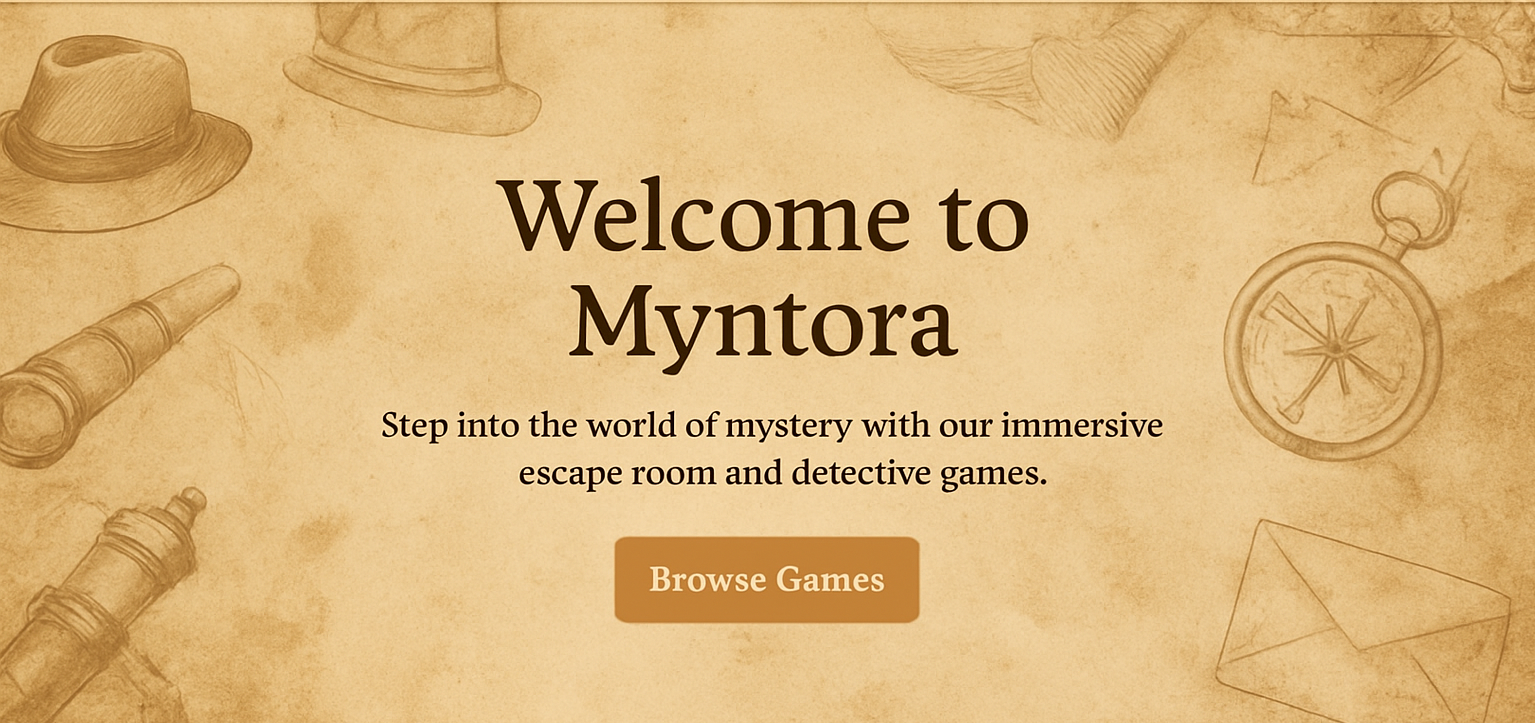 Welcome to
Myntora
Step into the world of mystery with our immersive
escape room and detective games.
Browse Games